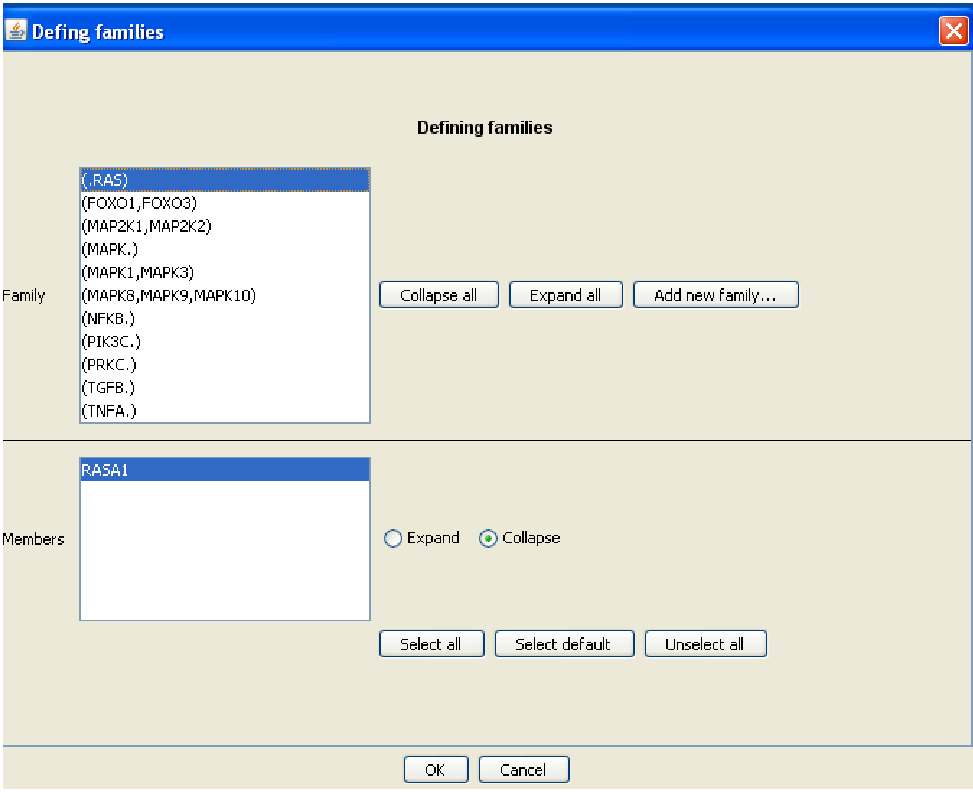 Defing families
Defining families
(.RAS)
(FOXO1,FOXO3)
(MAP2K1,MAP2K2)
(MAPK.)
(MAPK1,MAPK3)
Family (MAPK8,MAPK9,MAPK10) Collapse all Expand all Add new family...
(NFKB.)
(PIK3C.)
(PRKC.)
(TGFB.)
(TNFA.)
RASA1
Members Expand Collapse
Select all Select default Unselect all
OK Cancel